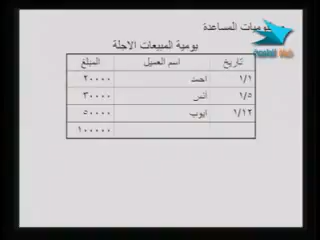 اليوميات المساعدة
يومية المبيعات الاجلة
تاريخ اسم العميل المبلغ
١/١ احمد ٢٠٠٠٠
١/٥ انس ٣٠٠٠٠
١/١٢ ايوب ٥٠٠٠٠
١٠٠٠٠٠